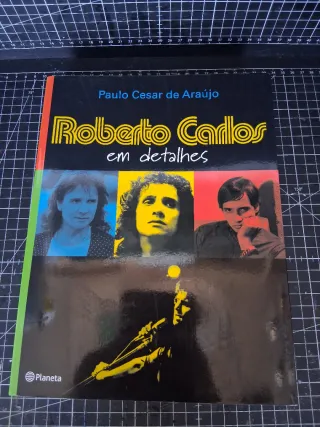 Paulo Cesar de Araújo
Roberto Carlos
em detalhes
Planeta